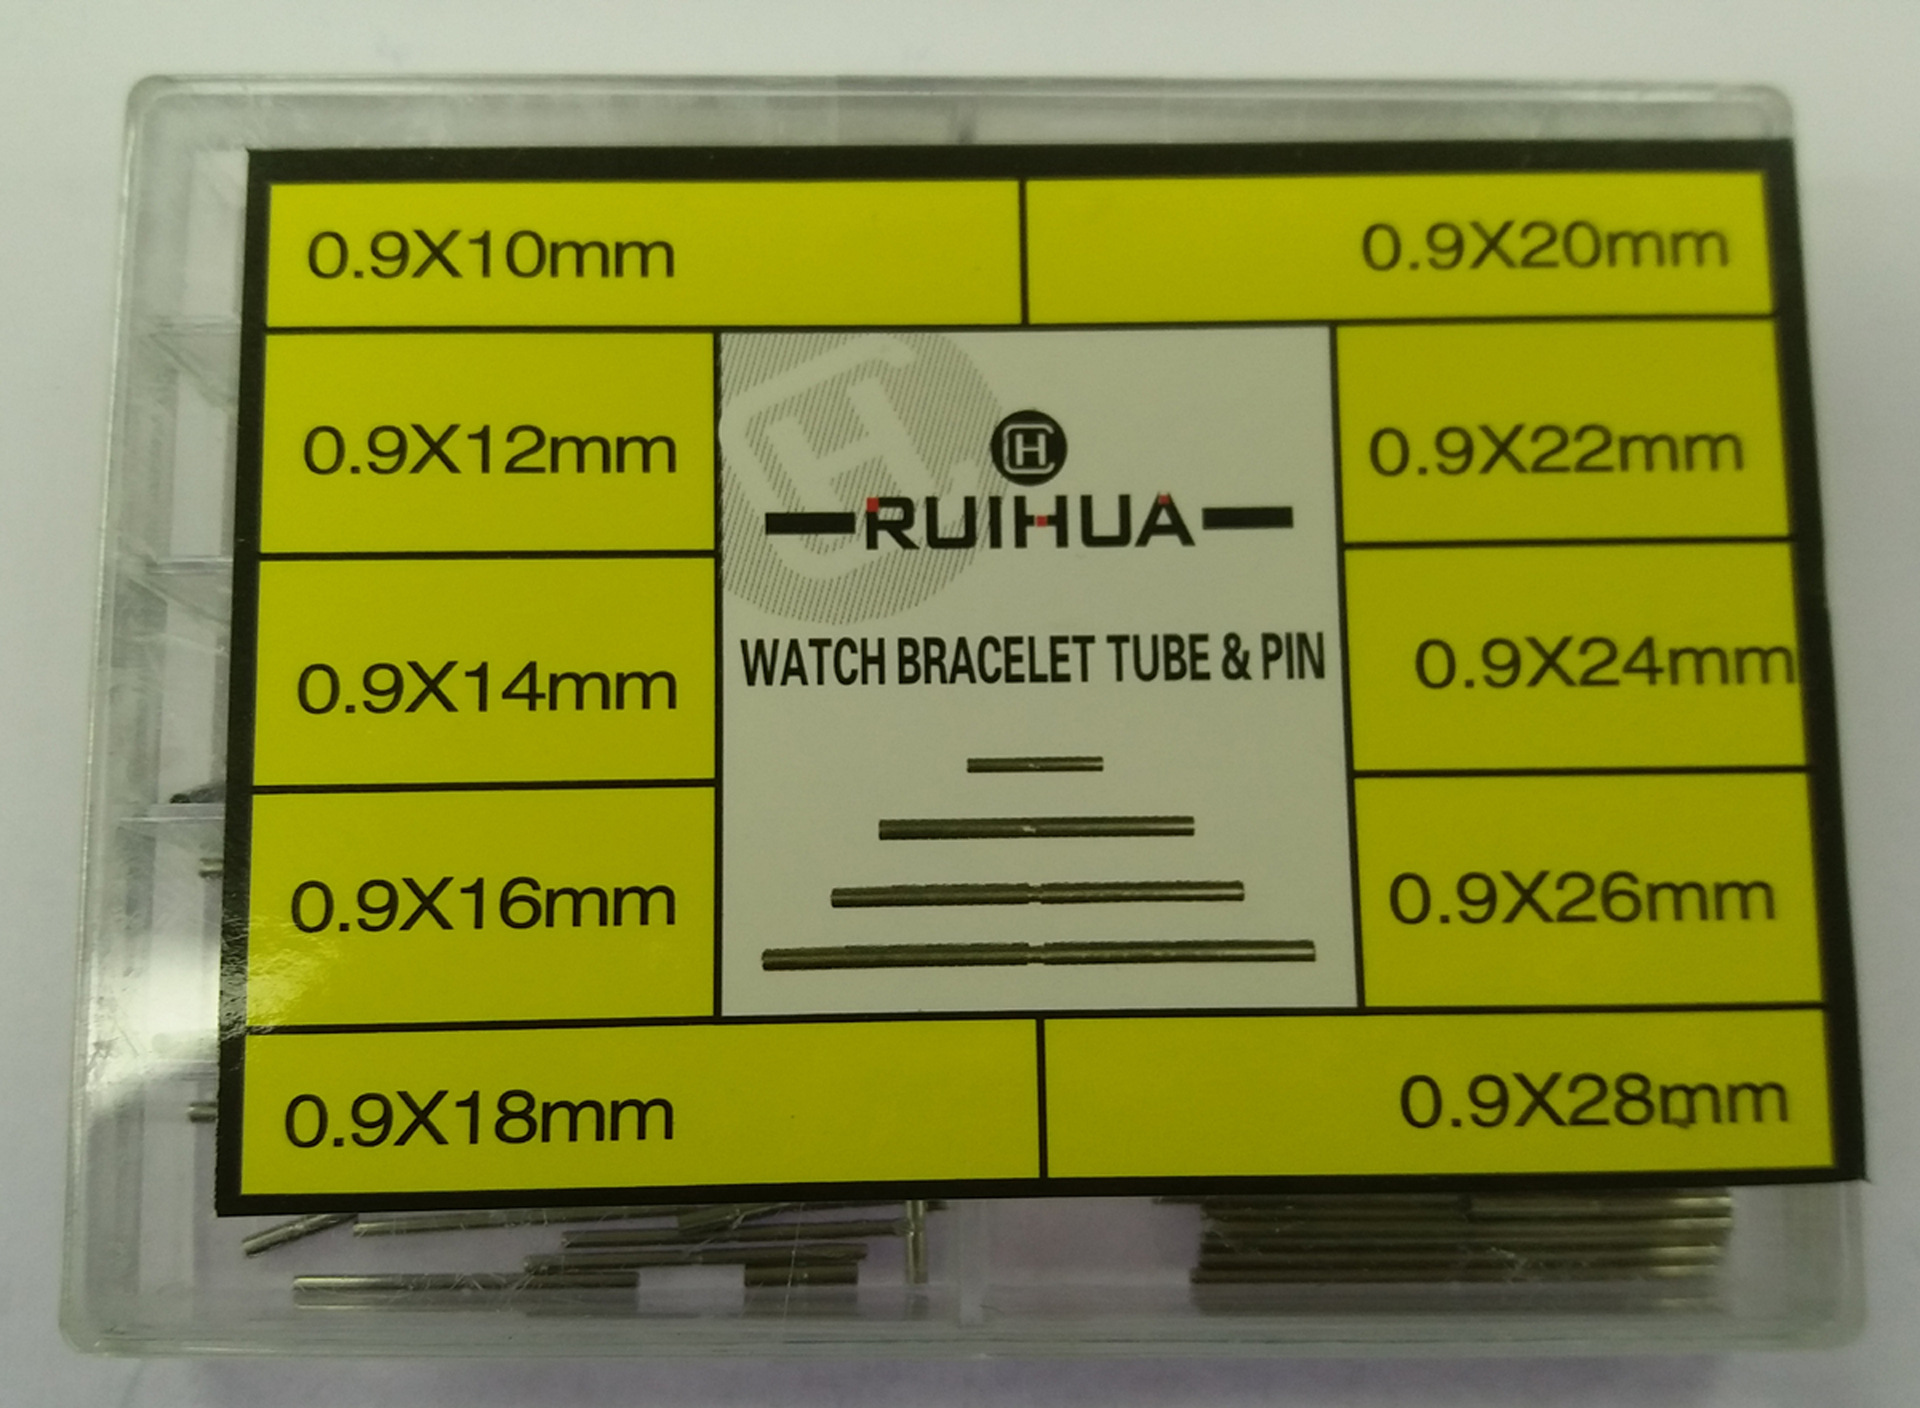 0.9X10mm
0.9X20mm
0.9X12mm
0.9X22mm
H
RUIHUA
WATCH BRACELET TUBE & PIN
0.9X14mm
0.9X24mm
0.9X16mm
0.9X26mm
0.9X18mm
0.9X28mm